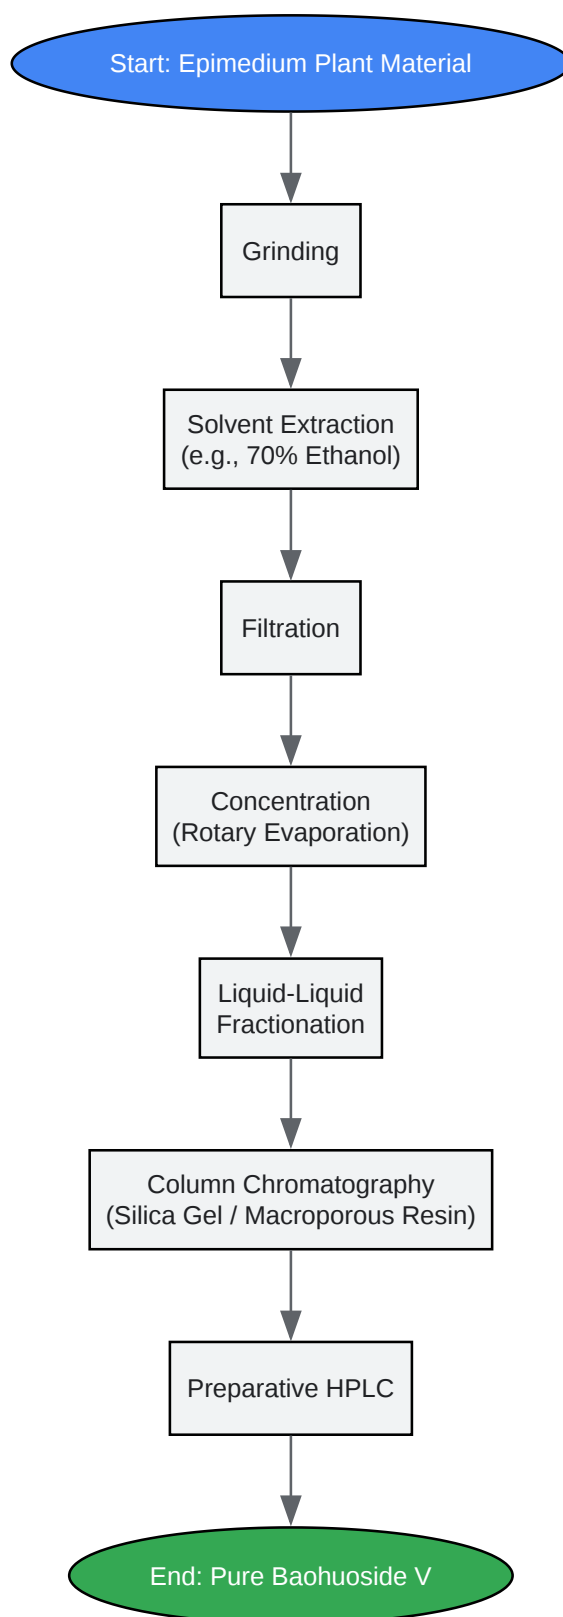 Start: Epimedium Plant Material
Grinding
Solvent Extraction
(e.g., 70% Ethanol)
Filtration
Concentration
(Rotary Evaporation)
Liquid-Liquid
Fractionation
Column Chromatography
(Silica Gel / Macroporous Resin)
Preparative HPLC
End: Pure Baohuoside V